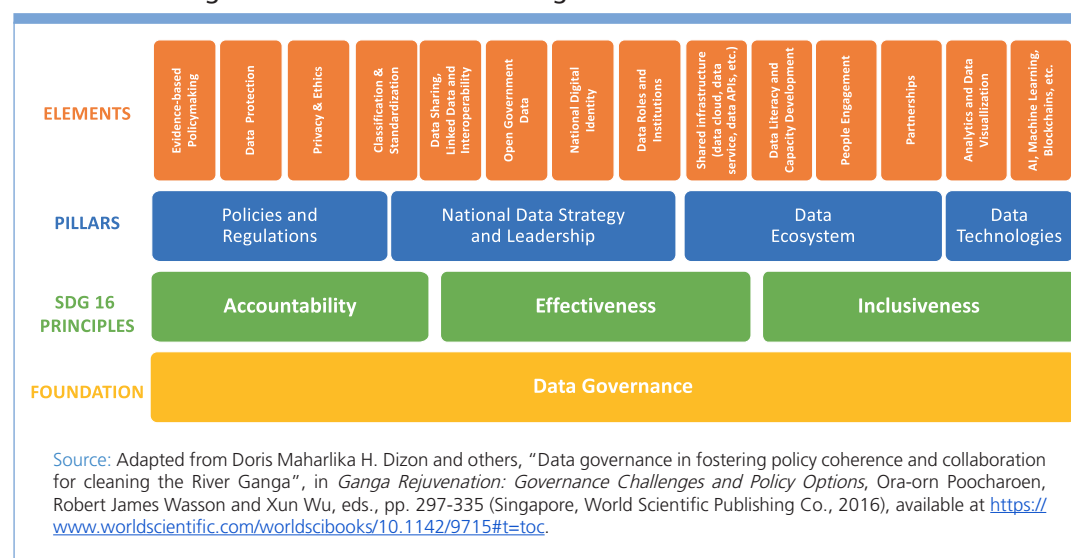 ELEMENTS
Evidence-based
Policymaking
Data Protection
Privacy & Ethics
Classification &
Standardization
Data Sharing,
Linked Data and
Interoperability
Open Government
Data
National Digital
Identity
Data Roles and
Institutions
Shared infrastructure
(data cloud, data
service, data APIs, etc.)
Data Literacy and
Capacity Development
People Engagement
Partnerships
Analytics and Data
Visuallization
AI, Machine Learning,
Blockchains, etc.
PILLARS
Policies and
Regulations
National Data Strategy
and Leadership
Data
Ecosystem
Data
Technologies
SDG 16
PRINCIPLES
Accountability
Effectiveness
Inclusiveness
FOUNDATION
Data Governance
Source: Adapted from Doris Maharlika H. Dizon and others, “Data governance in fostering policy coherence and collaboration
for cleaning the River Ganga”, in Ganga Rejuvenation: Governance Challenges and Policy Options, Ora-orn Poocharoen,
Robert James Wasson and Xun Wu, eds., pp. 297-335 (Singapore, World Scientific Publishing Co., 2016), available at https://
www.worldscientific.com/worldscibooks/10.1142/9715#t=toc.